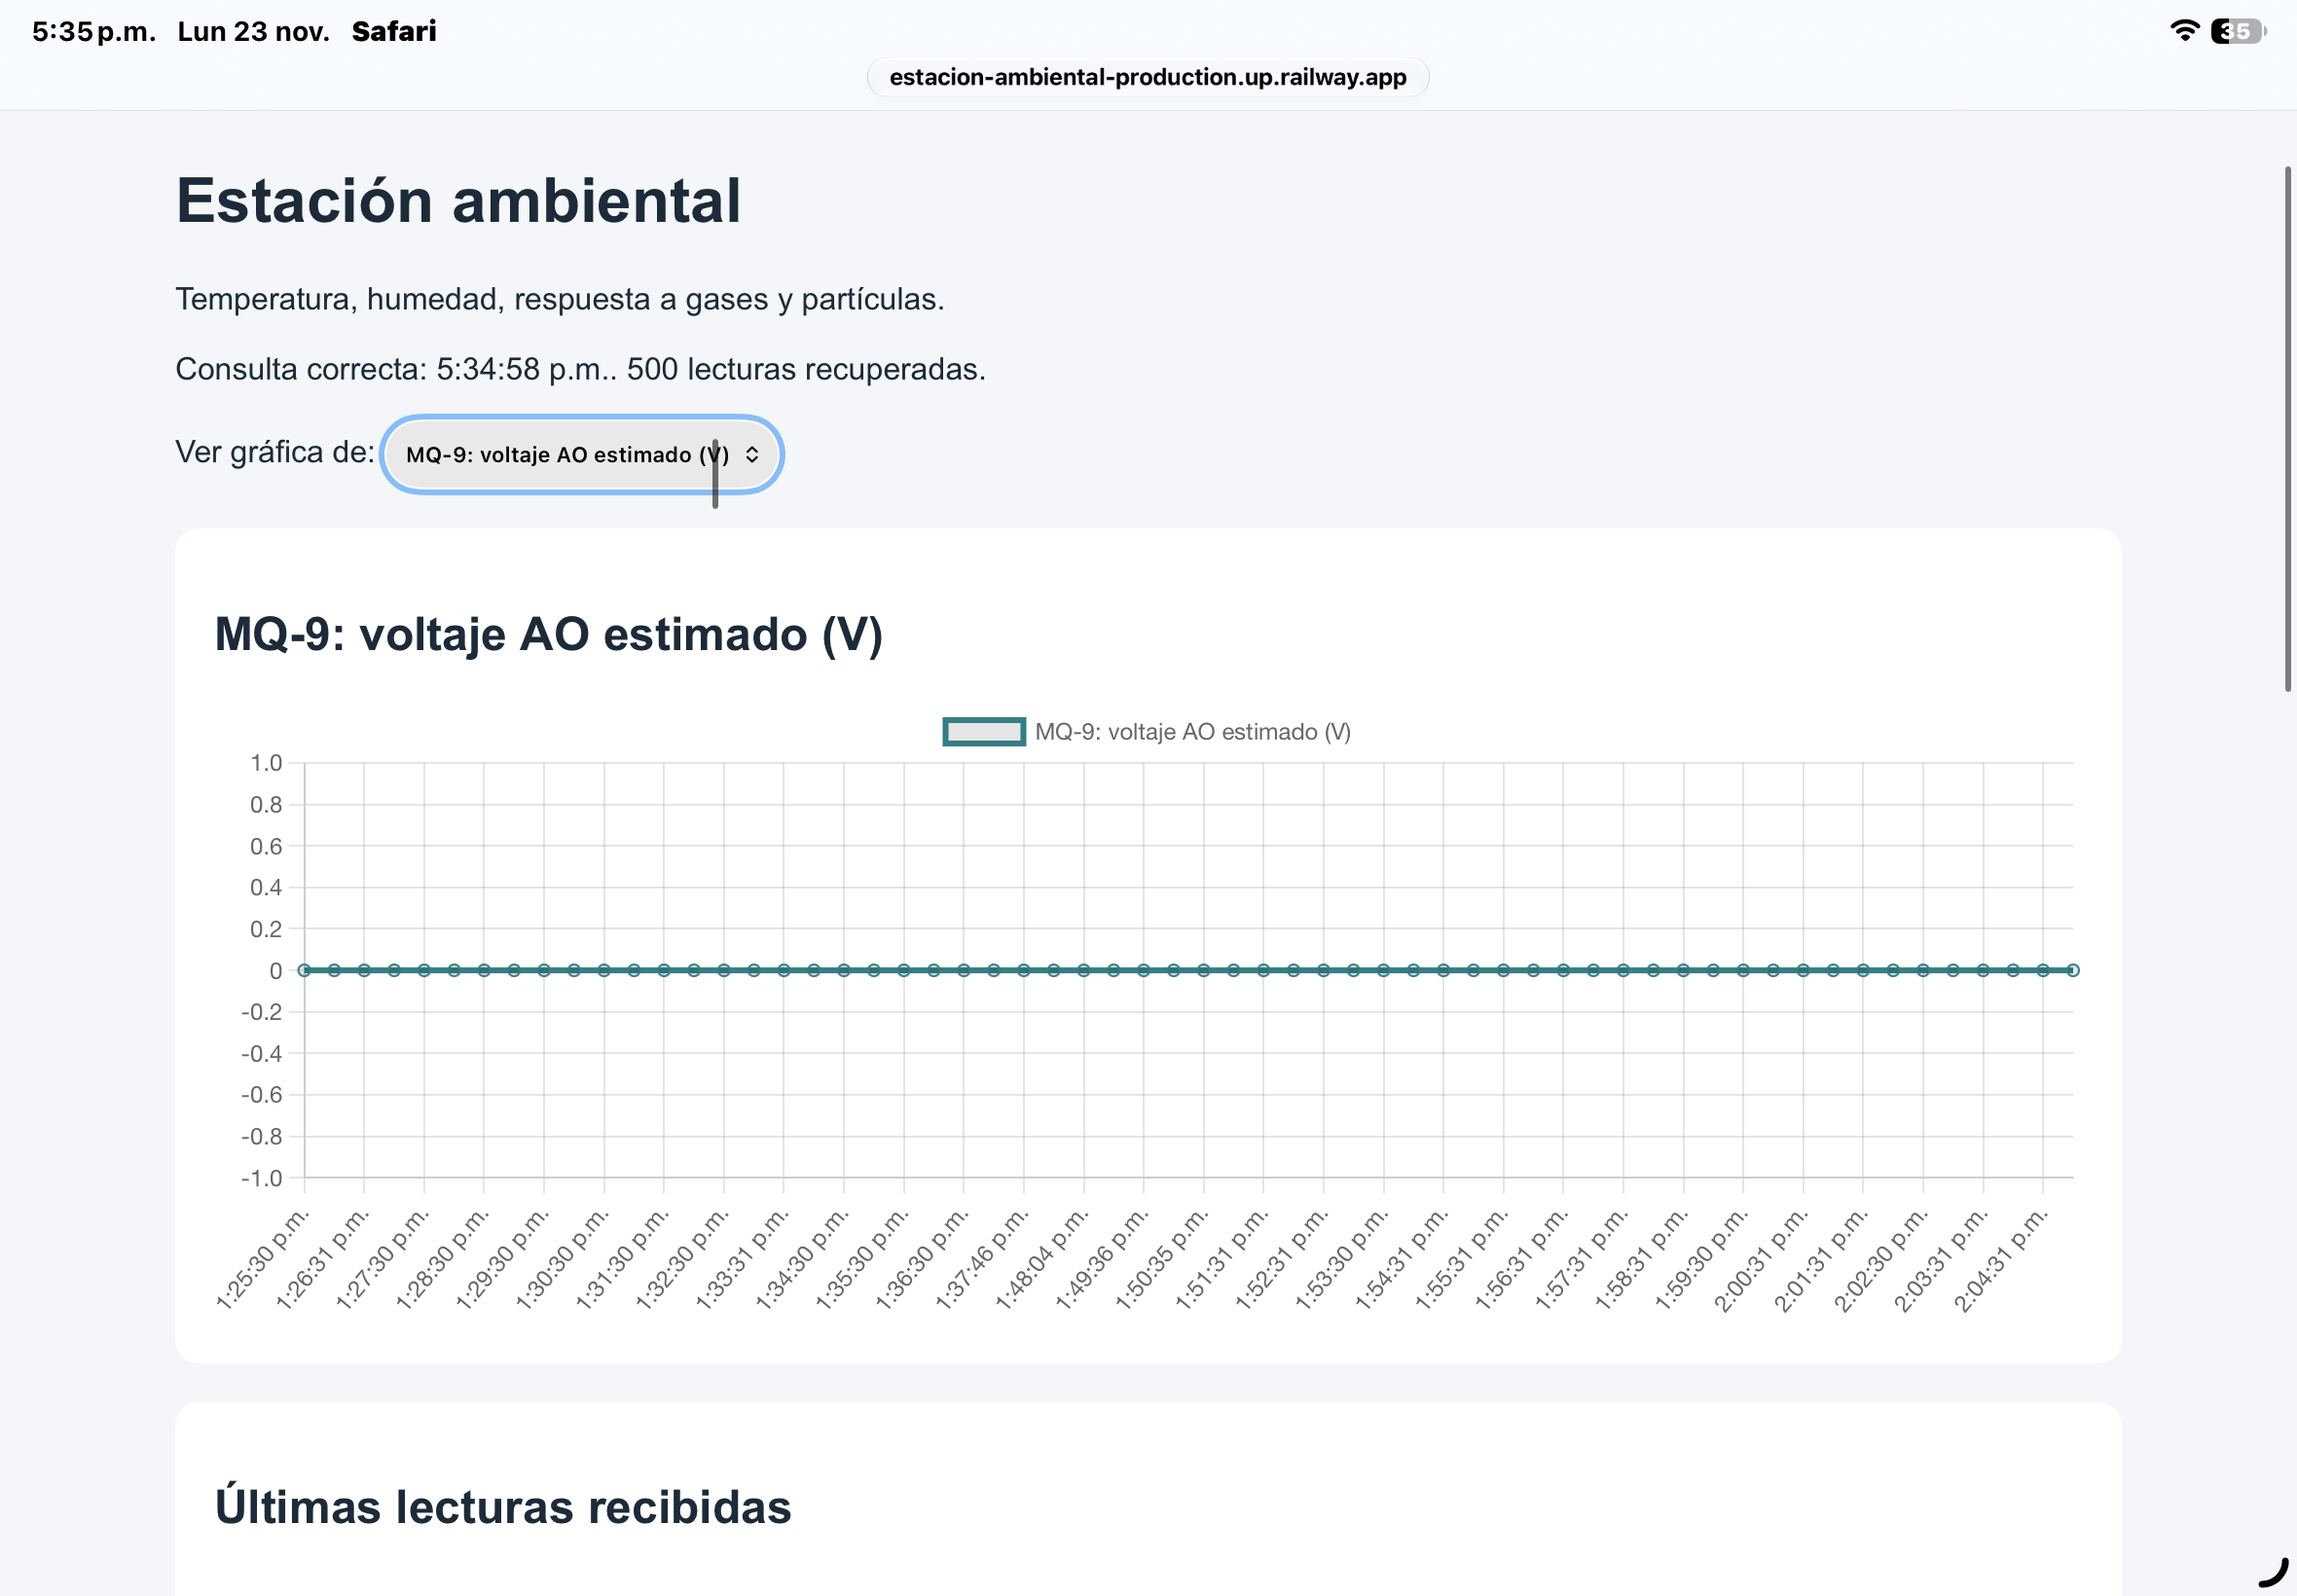 5:35 p.m. Lun 23 nov. Safari
35
estacion-ambiental-production.up.railway.app
Estación ambiental
Temperatura, humedad, respuesta a gases y partículas.
Consulta correcta: 5:34:58 p.m.. 500 lecturas recuperadas.
Ver gráfica de: MQ-9: voltaje AO estimado (V)
MQ-9: voltaje AO estimado (V)
MQ-9: voltaje AO estimado (V)
1.0
0.8
0.6
0.4
0.2
0
-0.2
-0.4
-0.6
-0.8
-1.0
1:25:30 p.m.
1:26:31 p.m.
1:27:30 p.m.
1:28:30 p.m.
1:29:30 p.m.
1:30:30 p.m.
1:31:30 p.m.
1:32:30 p.m.
1:33:31 p.m.
1:34:30 p.m.
1:35:30 p.m.
1:36:30 p.m.
1:37:46 p.m.
1:48:04 p.m.
1:49:36 p.m.
1:50:35 p.m.
1:51:31 p.m.
1:52:31 p.m.
1:53:30 p.m.
1:54:31 p.m.
1:55:31 p.m.
1:56:31 p.m.
1:57:31 p.m.
1:58:31 p.m.
1:59:30 p.m.
2:00:31 p.m.
2:01:31 p.m.
2:02:30 p.m.
2:03:31 p.m.
2:04:31 p.m.
Últimas lecturas recibidas